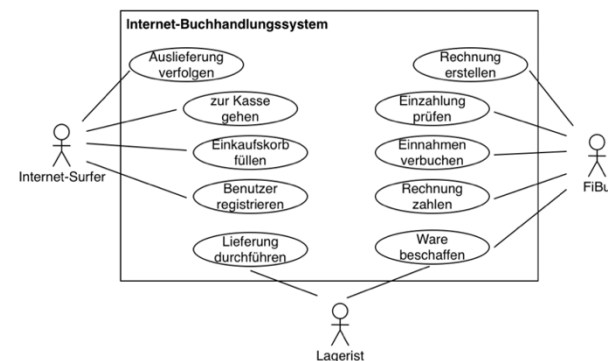 Internet-Buchhandlungssystem
Auslieferung
verfolgen
Rechnung
erstellen
zur Kasse
gehen
Einzahlung
prüfen
Einkaufskorb
füllen
Einnahmen
verbuchen
Internet-Surfer
FiBu
Benutzer
registrieren
Rechnung
zahlen
Lieferung
durchführen
Ware
beschaffen
Lagerist